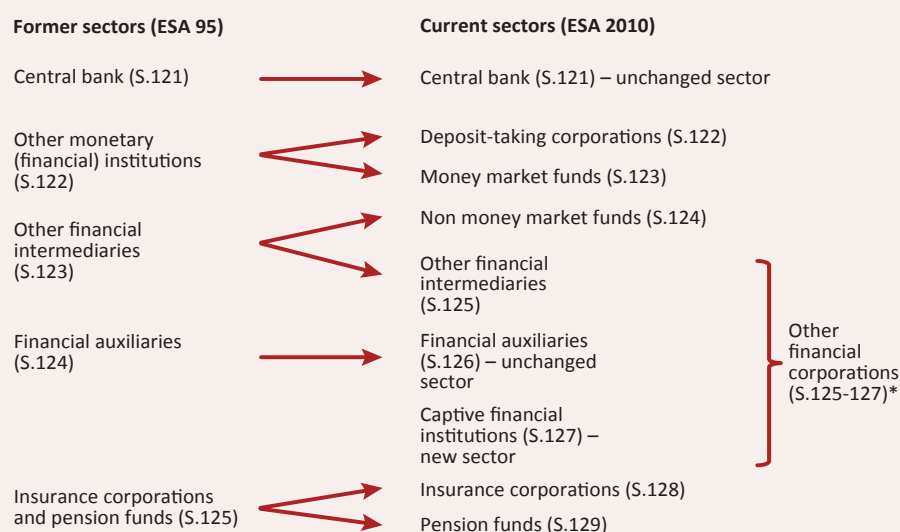 Former sectors (ESA 95)
Current sectors (ESA 2010)
Central bank (S.121)
Central bank (S.121) – unchanged sector
Other monetary
(financial) institutions
(S.122)
Deposit-taking corporations (S.122)
Money market funds (S.123)
Other financial
intermediaries
(S.123)
Non money market funds (S.124)
Other financial
intermediaries
(S.125)
Financial auxiliaries
(S.124)
Financial auxiliaries
(S.126) – unchanged
sector
Captive financial
institutions (S.127) –
new sector
Other
financial
corporations
(S.125-127)*
Insurance corporations
and pension funds (S.125)
Insurance corporations (S.128)
Pension funds (S.129)